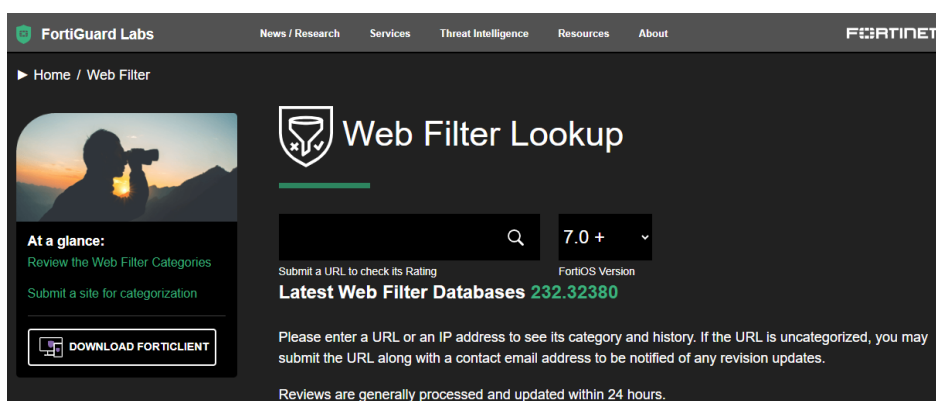 FortiGuard Labs
News / Research Services Threat Intelligence Resources About
FORTINET
► Home / Web Filter
Web Filter Lookup
7.0 +
Submit a URL to check its Rating
FortiOS Version
Latest Web Filter Databases 232.32380
Please enter a URL or an IP address to see its category and history. If the URL is uncategorized, you may
submit the URL along with a contact email address to be notified of any revision updates.
Reviews are generally processed and updated within 24 hours.
At a glance:
Review the Web Filter Categories
Submit a site for categorization
DOWNLOAD FORTICLIENT